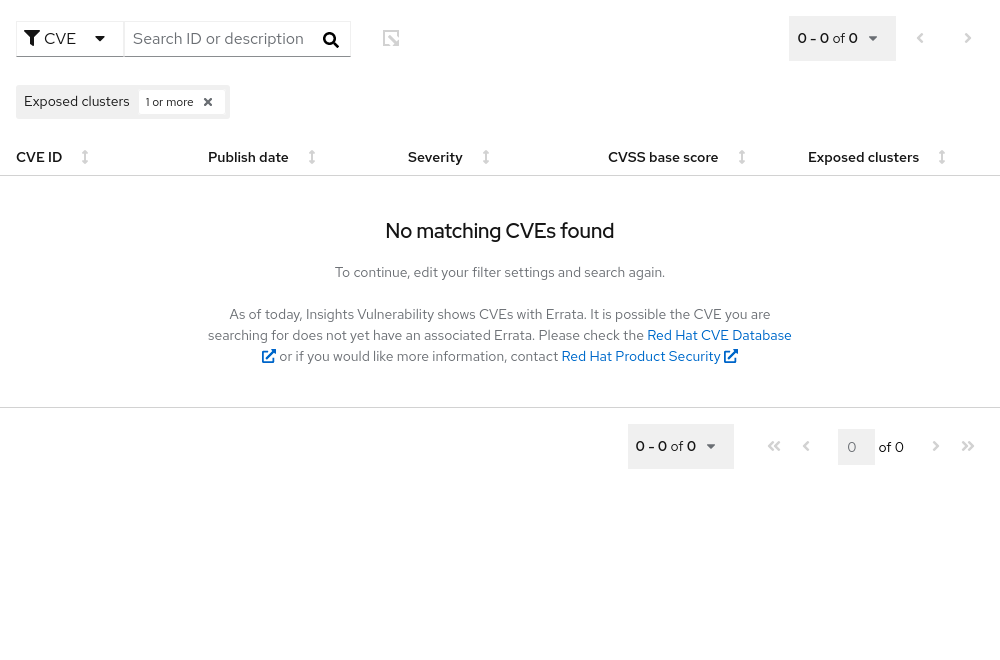 CVE
Search ID or description
0 - 0 of 0
Exposed clusters
1 or more
CVE ID
Publish date
Severity
CVSS base score
Exposed clusters
No matching CVEs found
To continue, edit your filter settings and search again.
As of today, Insights Vulnerability shows CVEs with Errata. It is possible the CVE you are
searching for does not yet have an associated Errata. Please check the Red Hat CVE Database
or if you would like more information, contact Red Hat Product Security
0 - 0 of 0
0 of 0